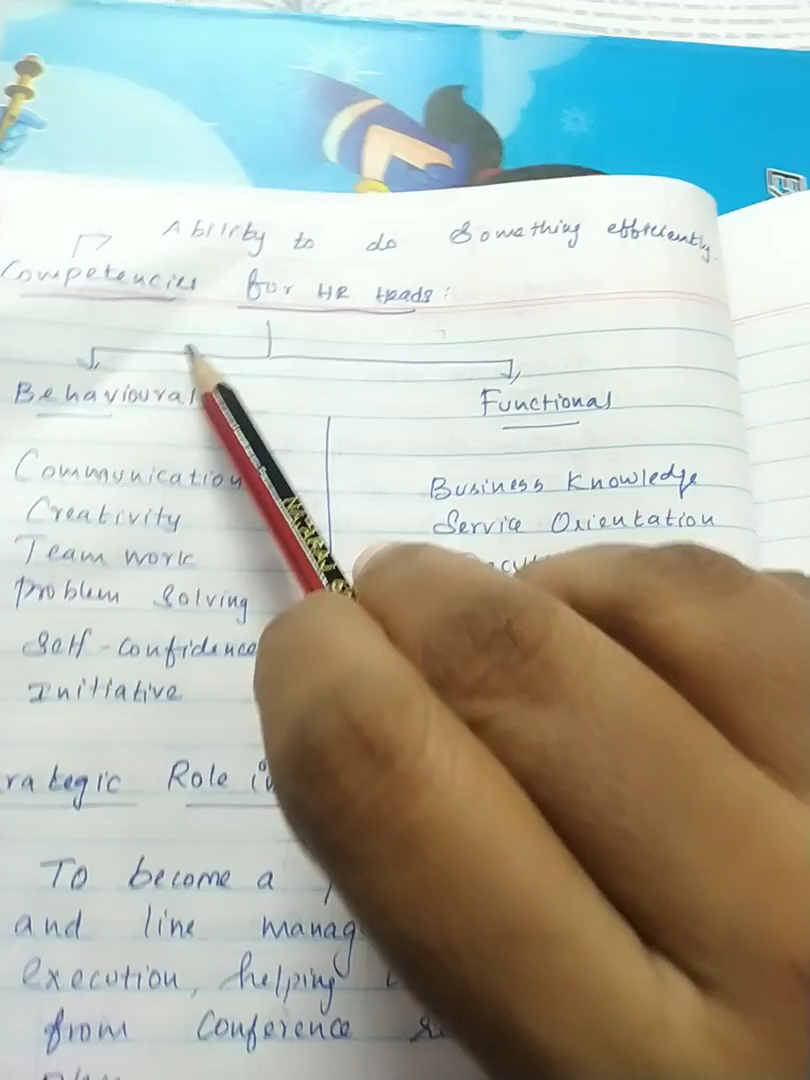 Ability to do Something efficiently.
Competencies for HR Heads:
Behavioural
Functional
Communication
Creativity
Team work
Problem Solving
Self-confidence
Initiative
Business Knowledge
Service Orientation
Role
To become a
and line
execution, helping
from conference